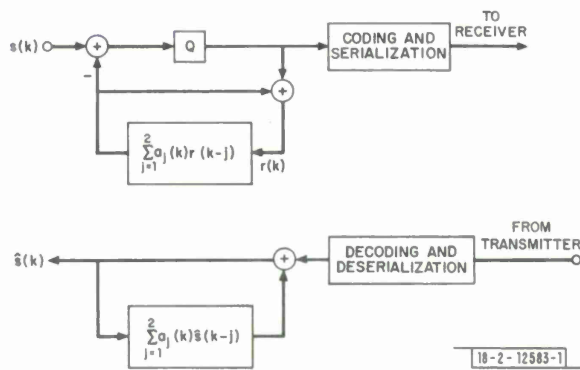 s(k)
+
−
Q
CODING AND
SERIALIZATION
TO
RECEIVER
+
2
∑ a_j(k) r (k-j)
j=1
r(k)
FROM
TRANSMITTER
ŝ(k)
+
DECODING AND
DESERIALIZATION
2
∑ a_j(k) ŝ(k-j)
j=1
18-2-12583-1